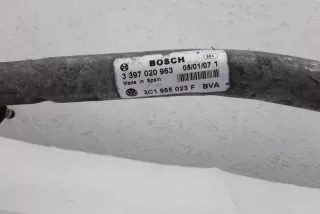 BOSCH
3 397 020 963 05/01/07 1
Made in Spain
3C1 955 023 F BVA